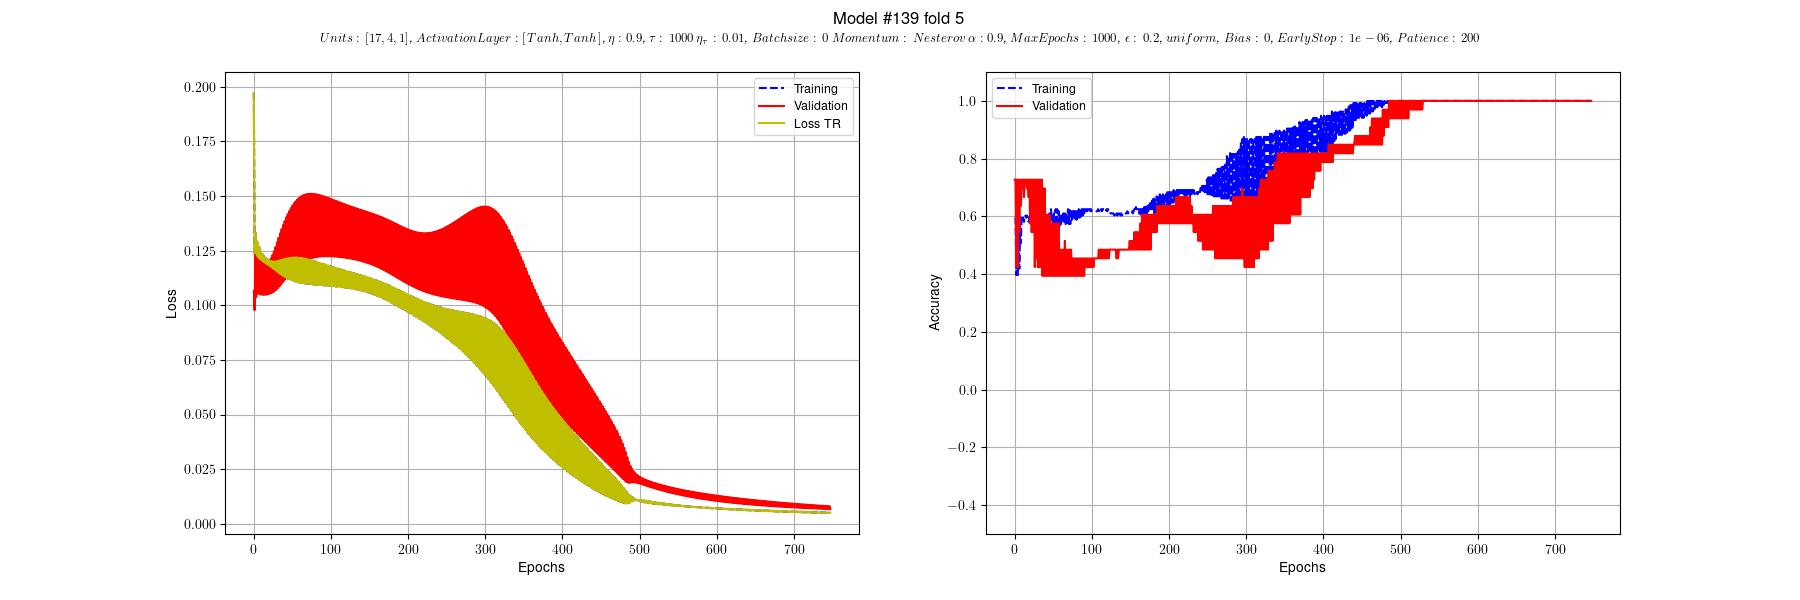 Model #139 fold 5
Units : [17, 4, 1], ActivationLayer : [Tanh, Tanh], η : 0.9, τ : 1000 η_τ : 0.01, Batchsize : 0 Momentum : Nesterov α : 0.9, MaxEpochs : 1000, ϵ : 0.2, uniform, Bias : 0, EarlyStop : 1e − 06, Patience : 200
0.200
0.175
0.150
0.125
0.100
0.075
0.050
0.025
0.000
Loss
0 100 200 300 400 500 600 700
Epochs
Training
Validation
Loss TR
1.0
0.8
0.6
0.4
0.2
0.0
−0.2
−0.4
Accuracy
0 100 200 300 400 500 600 700
Epochs
Training
Validation